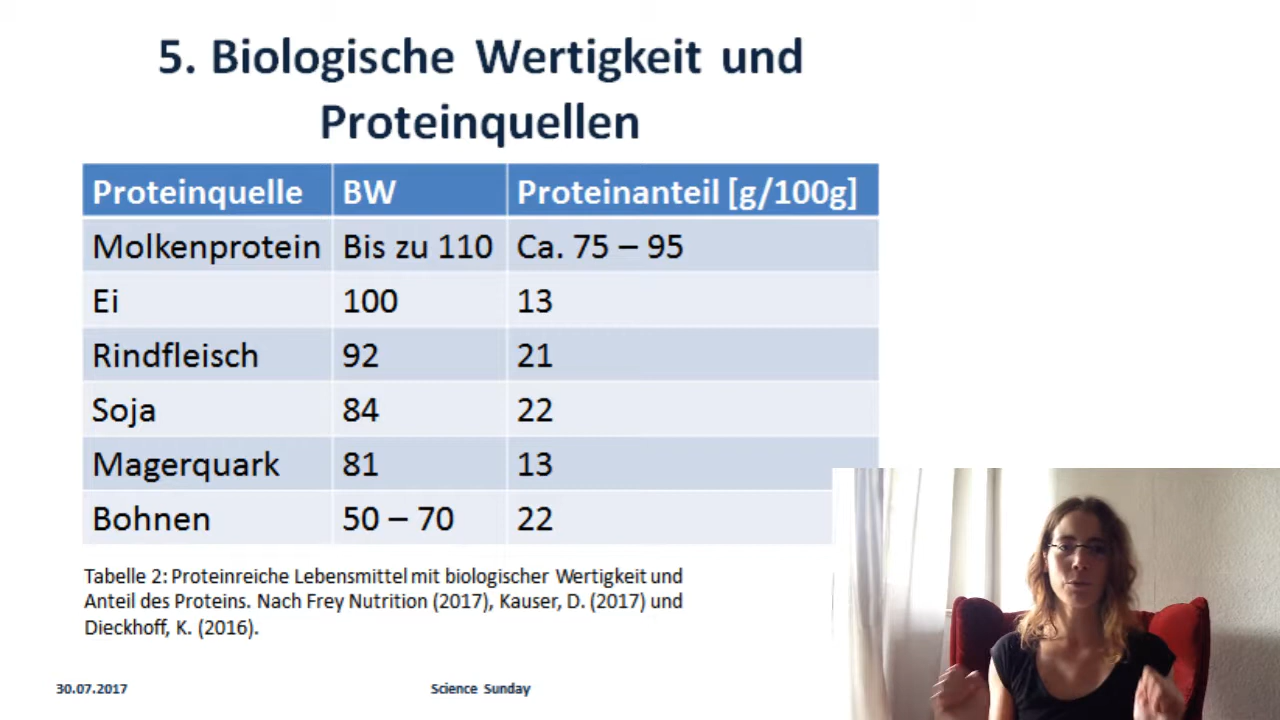 5. Biologische Wertigkeit und
Proteinquellen
Proteinquelle BW Proteinanteil [g/100g]
Molkenprotein Bis zu 110 Ca. 75 – 95
Ei 100 13
Rindfleisch 92 21
Soja 84 22
Magerquark 81 13
Bohnen 50 – 70 22
Tabelle 2: Proteinreiche Lebensmittel mit biologischer Wertigkeit und
Anteil des Proteins. Nach Frey Nutrition (2017), Kauser, D. (2017) und
Dieckhoff, K. (2016).
30.07.2017 Science Sunday